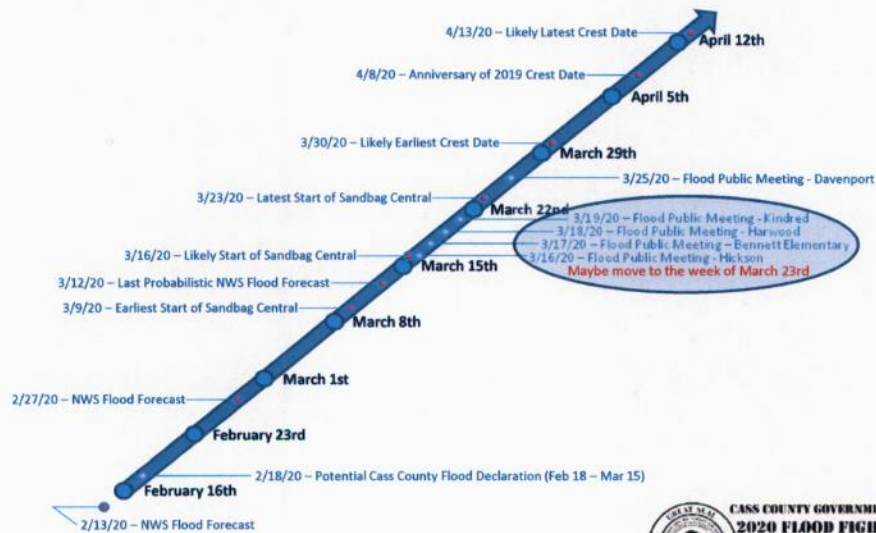 4/13/20 – Likely Latest Crest Date
April 12th
4/8/20 – Anniversary of 2019 Crest Date
April 5th
3/30/20 – Likely Earliest Crest Date
March 29th
3/25/20 – Flood Public Meeting - Davenport
3/23/20 – Latest Start of Sandbag Central
March 22nd
3/19/20 – Flood Public Meeting - Kindred
3/18/20 – Flood Public Meeting - Harwood
3/17/20 – Flood Public Meeting – Bennett Elementary
3/16/20 – Flood Public Meeting - Hickson
Maybe move to the week of March 23rd
3/16/20 – Likely Start of Sandbag Central
March 15th
3/12/20 – Last Probabilistic NWS Flood Forecast
3/9/20 – Earliest Start of Sandbag Central
March 8th
March 1st
2/27/20 – NWS Flood Forecast
February 23rd
2/18/20 – Potential Cass County Flood Declaration (Feb 18 – Mar 15)
February 16th
2/13/20 – NWS Flood Forecast
GREAT SEAL
CASS COUNTY GOVERNME
2020 FLOOD FIGH